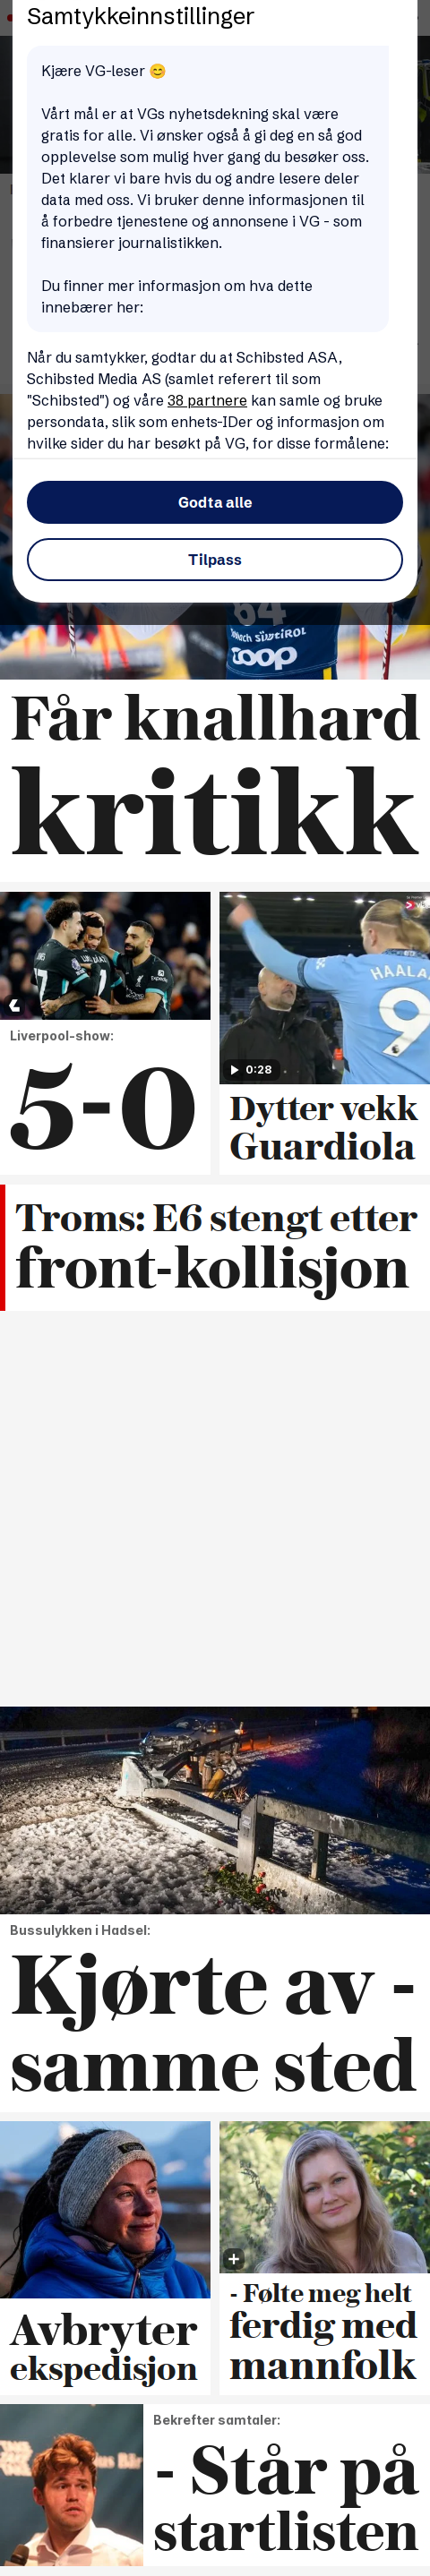 Samtykkeinnstillinger
Kjære VG-leser 😊
Vårt mål er at VGs nyhetsdekning skal være
gratis for alle. Vi ønsker også å gi deg en så god
opplevelse som mulig hver gang du besøker oss.
Det klarer vi bare hvis du og andre lesere deler
data med oss. Vi bruker denne informasjonen til
å forbedre tjenestene og annonsene i VG - som
finansierer journalistikken.
Du finner mer informasjon om hva dette
innebærer her:
Når du samtykker, godtar du at Schibsted ASA,
Schibsted Media AS (samlet referert til som
"Schibsted") og våre 38 partnere kan samle og bruke
persondata, slik som enhets-IDer og informasjon om
hvilke sider du har besøkt på VG, for disse formålene:
Godta alle
Tilpass
64
SüdTiROL
coop
Får knallhard
kritikk
Liverpool-show:
5-0
HAALAND
9
0:28
Dytter vekk
Guardiola
Troms: E6 stengt etter
front-kollisjon
Bussulykken i Hadsel:
Kjørte av -
samme sted
Avbryter
ekspedisjon
- Følte meg helt
ferdig med
mannfolk
Bekrefter samtaler:
- Står på
startlisten